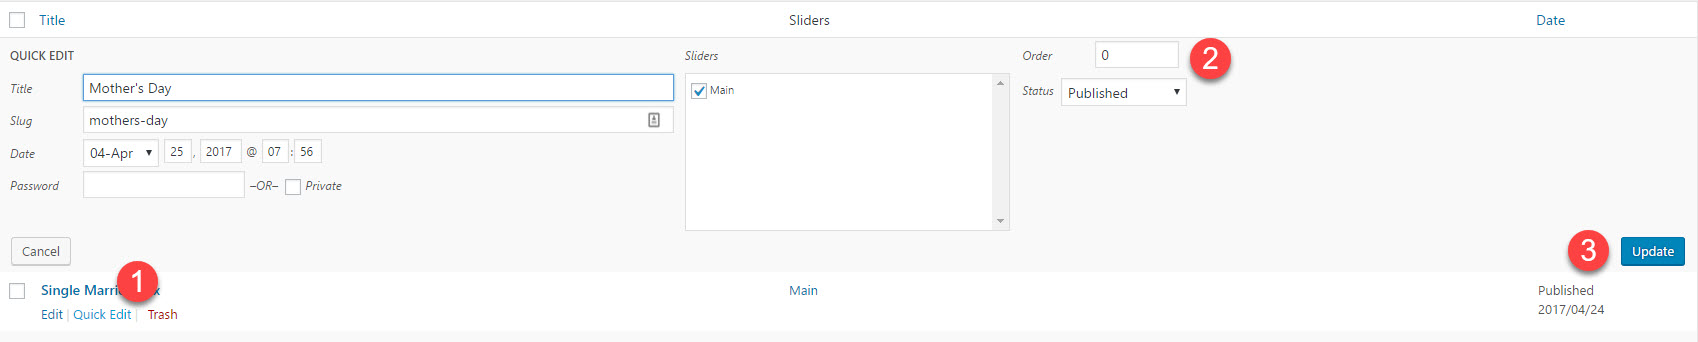 Title Sliders Date
QUICK EDIT Sliders Order 0 2
Title Mother's Day Main Status Published
Slug mothers-day
Date 04-Apr 25, 2017 @ 07 : 56
Password –OR– Private
Cancel 3 Update
1
Single Main Published
Edit | Quick Edit | Trash 2017/04/24